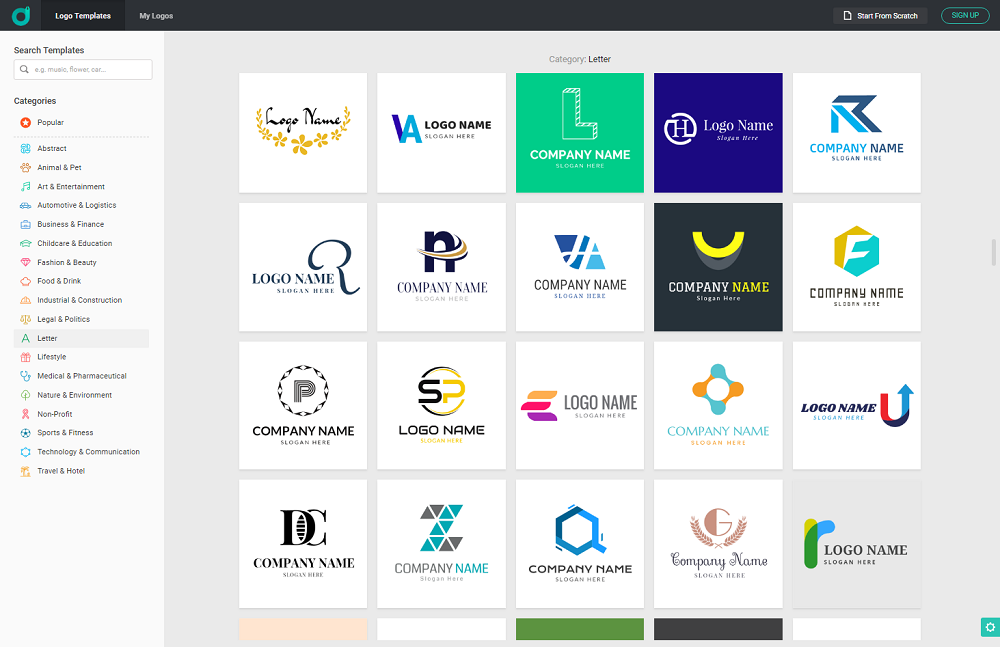 Logo Templates
My Logos
Start From Scratch
SIGN UP
Search Templates
e.g. music, flower, car...
Categories
Popular
Abstract
Animal & Pet
Art & Entertainment
Automotive & Logistics
Business & Finance
Childcare & Education
Fashion & Beauty
Food & Drink
Industrial & Construction
Legal & Politics
Letter
Lifestyle
Medical & Pharmaceutical
Nature & Environment
Non-Profit
Sports & Fitness
Technology & Communication
Travel & Hotel
Category: Letter
Logo Name
VA
LOGO NAME
SLOGAN HERE
L
COMPANY NAME
SLOGAN HERE
H
Logo Name
Slogan Here
R
COMPANY NAME
SLOGAN HERE
LOGO NAME
R
SLOGAN HERE
n
COMPANY NAME
SLOGAN HERE
COMPANY NAME
SLOGAN HERE
COMPANY NAME
Slogan Here
F
COMPANY NAME
SLOGAN HERE
P
COMPANY NAME
SLOGAN HERE
SP
LOGO NAME
SLOGAN HERE
LOGO NAME
SLOGAN HERE
COMPANY NAME
SLOGAN HERE
LOGO NAME
SLOGAN HERE
U
DC
COMPANY NAME
SLOGAN HERE
Z
COMPANY NAME
Slogan Here
Q
COMPANY NAME
SLOGAN HERE
G
Company Name
SLOGAN HERE
r
LOGO NAME
SLOGAN HERE